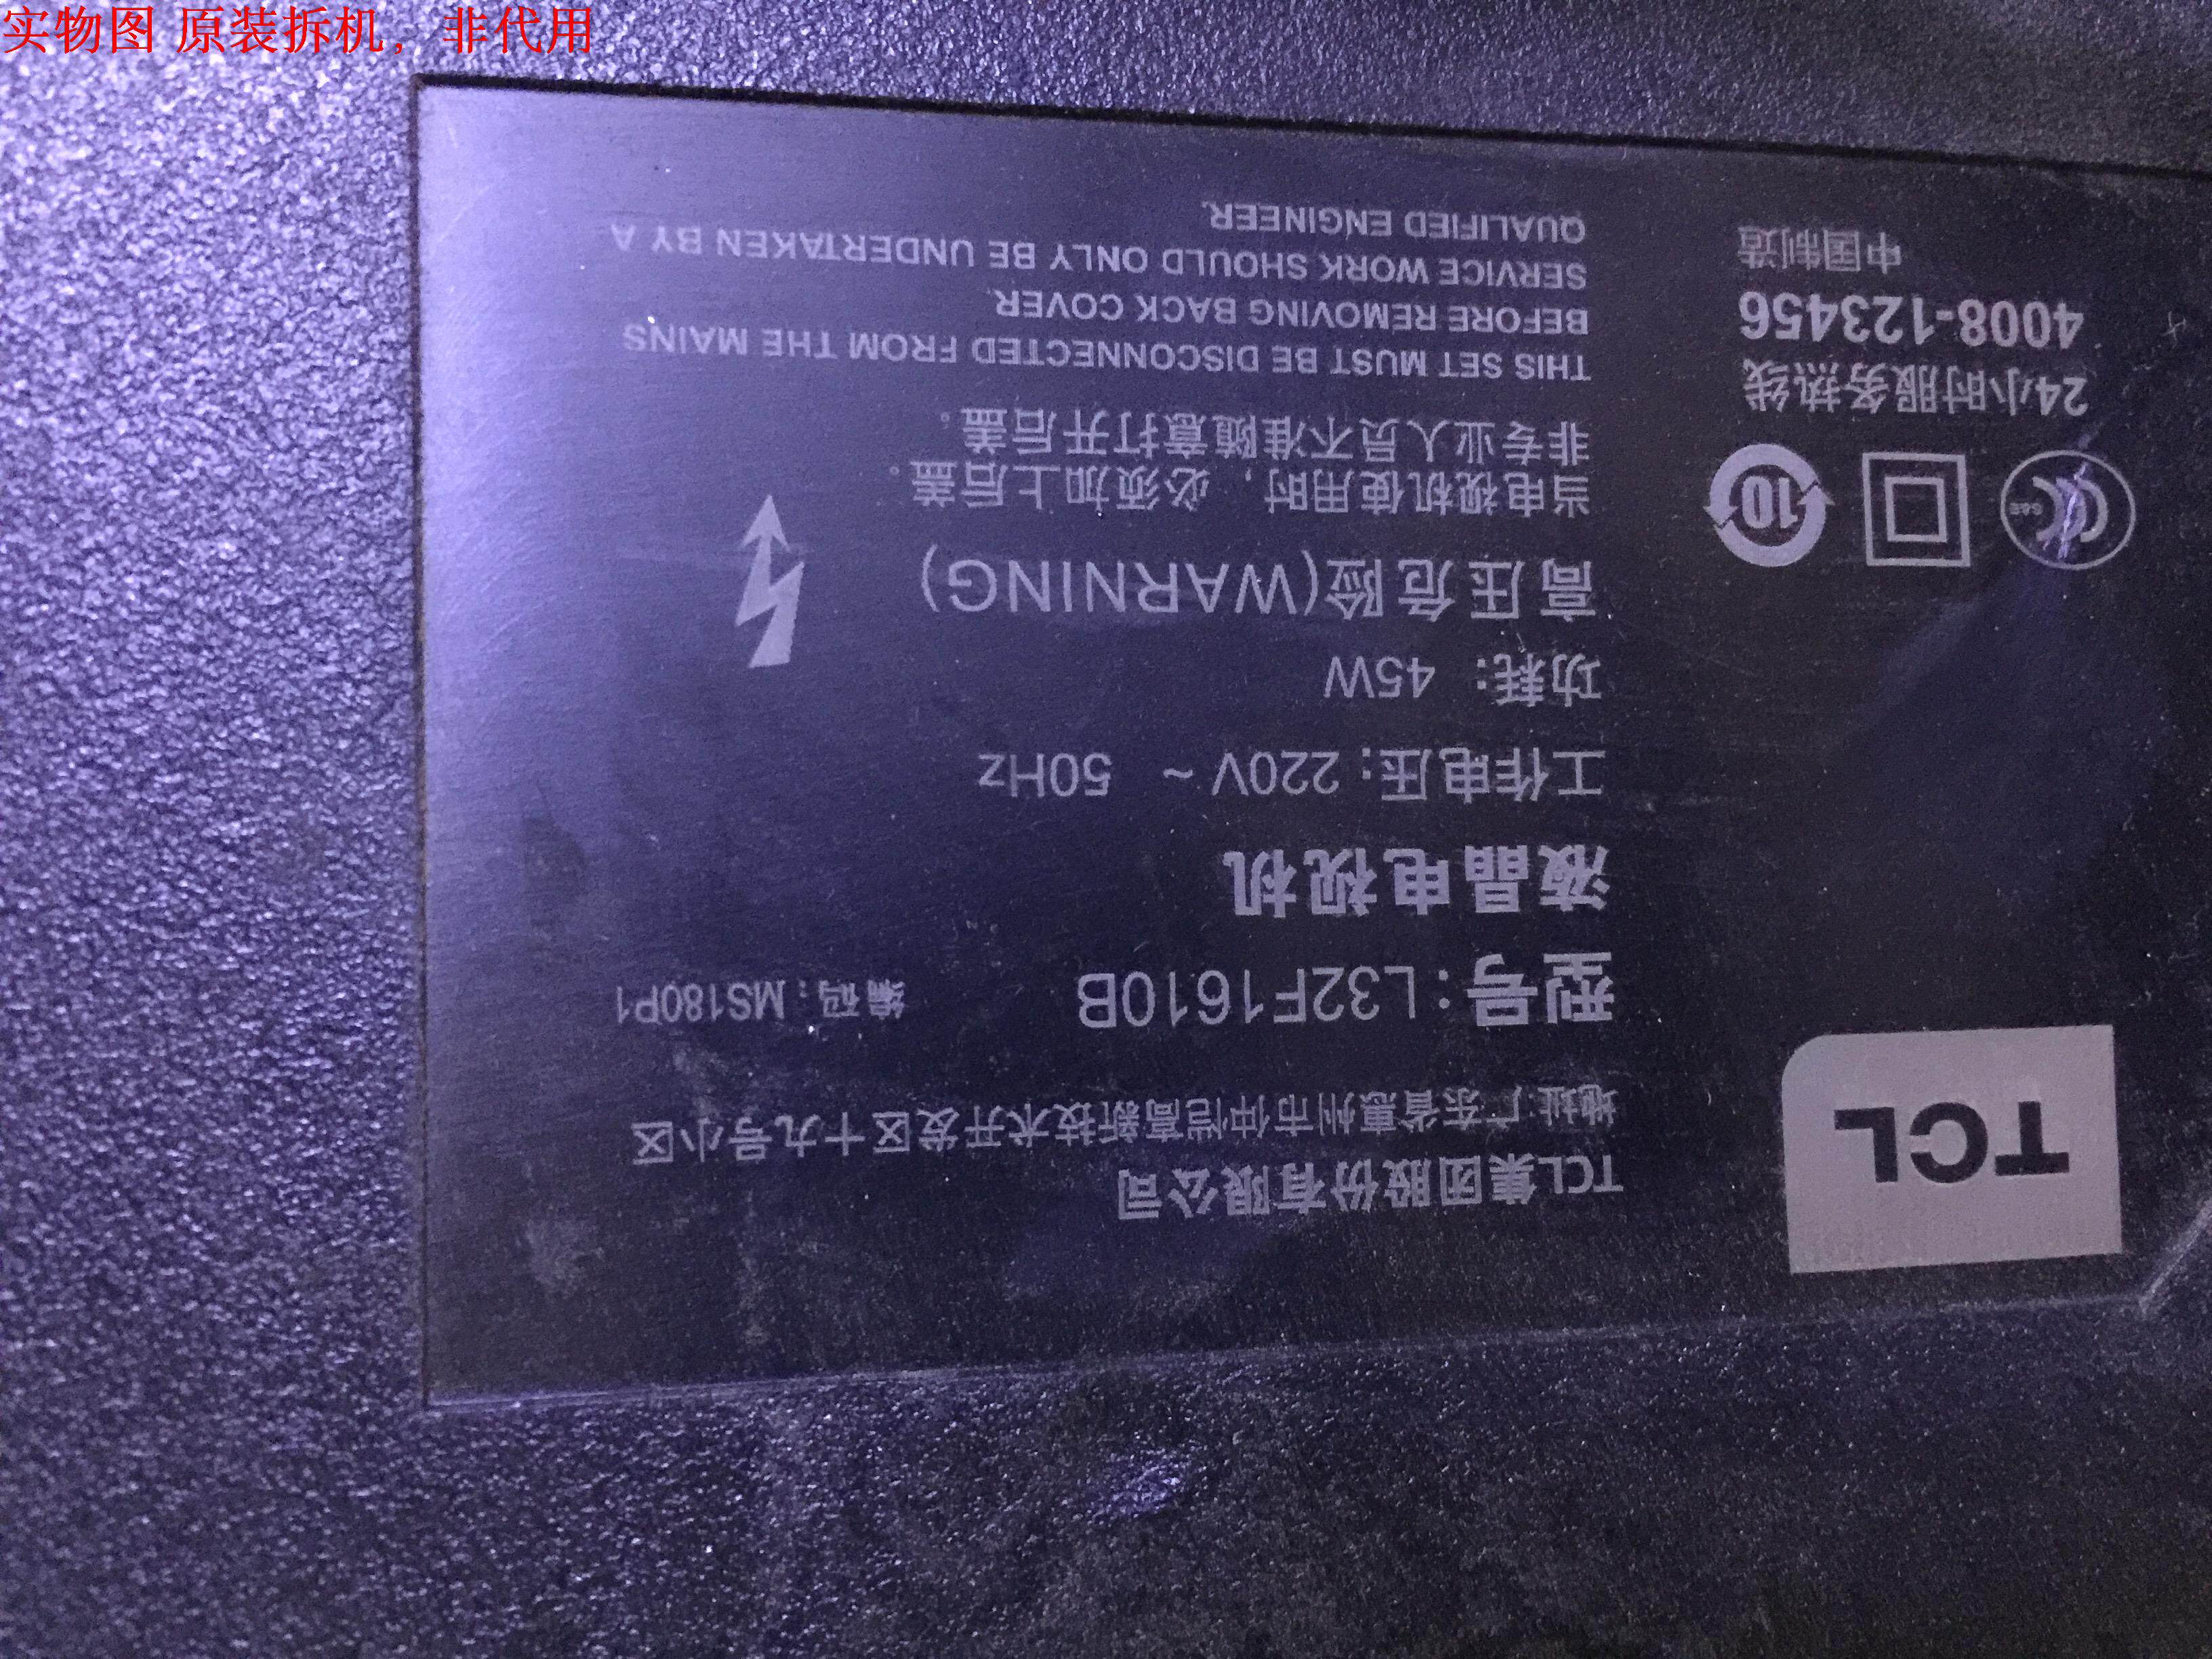 实物图 原装拆机，非代用
TCL
TCL集团股份有限公司
地址:广东省惠州市仲恺高新技术开发区十九号小区
型号：L32F1610B 编码：MS180P1
液晶电视机
工作电压：220V ~ 50Hz
功耗：45W
高压危险(WARNING)
当电视机使用时，必须加上后盖。
非专业人员不准随意打开后盖。
THIS SET MUST BE DISCONNECTED FROM THE MAINS
BEFORE REMOVING BACK COVER.
SERVICE WORK SHOULD ONLY BE UNDERTAKEN BY A
QUALIFIED ENGINEER.
CCC S&E
10
24小时服务热线
4008-123456
中国制造